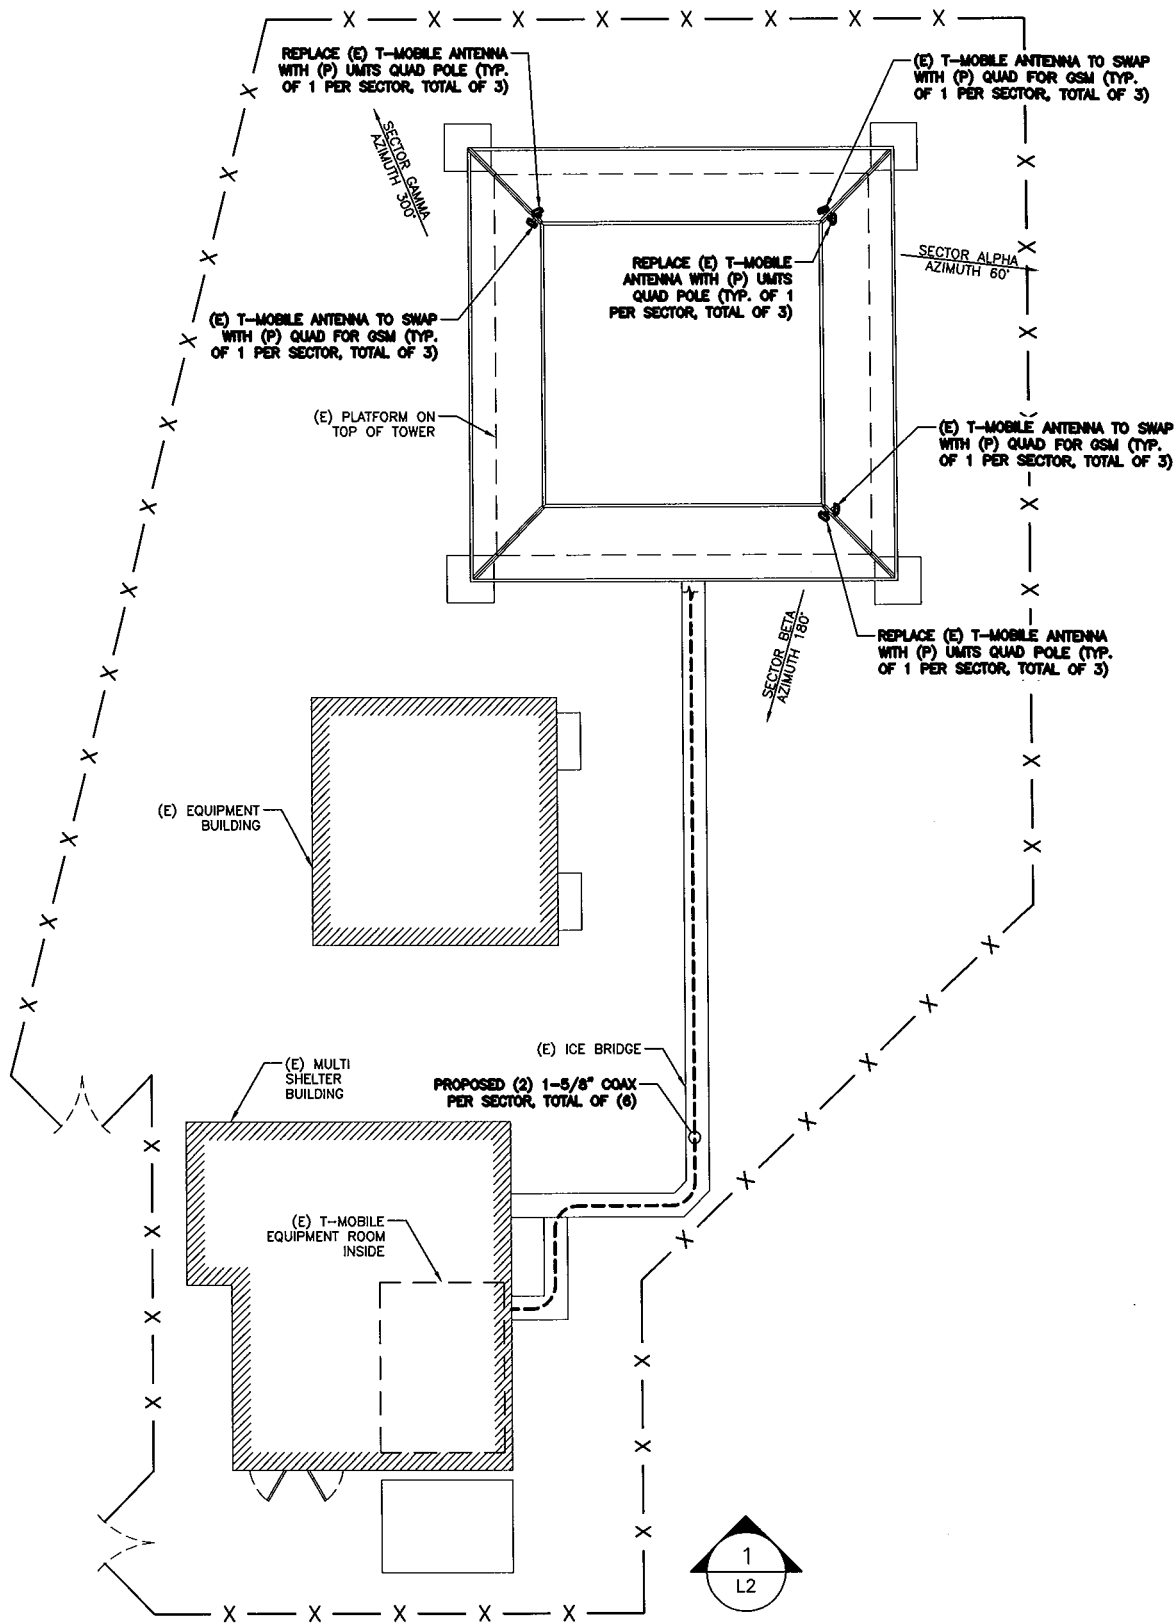 REPLACE (E) T-MOBILE ANTENNA
WITH (P) UMTS QUAD POLE (TYP.
OF 1 PER SECTOR, TOTAL OF 3)
(E) T-MOBILE ANTENNA TO SWAP
WITH (P) QUAD FOR GSM (TYP.
OF 1 PER SECTOR, TOTAL OF 3)
SECTOR GAMMA
AZIMUTH 300°
SECTOR ALPHA
AZIMUTH 60°
REPLACE (E) T-MOBILE
ANTENNA WITH (P) UMTS
QUAD POLE (TYP. OF 1
PER SECTOR, TOTAL OF 3)
(E) T-MOBILE ANTENNA TO SWAP
WITH (P) QUAD FOR GSM (TYP.
OF 1 PER SECTOR, TOTAL OF 3)
(E) PLATFORM ON
TOP OF TOWER
(E) T-MOBILE ANTENNA TO SWAP
WITH (P) QUAD FOR GSM (TYP.
OF 1 PER SECTOR, TOTAL OF 3)
SECTOR BETA
AZIMUTH 180°
REPLACE (E) T-MOBILE ANTENNA
WITH (P) UMTS QUAD POLE (TYP.
OF 1 PER SECTOR, TOTAL OF 3)
(E) EQUIPMENT
BUILDING
(E) ICE BRIDGE
(E) MULTI
SHELTER
BUILDING
PROPOSED (2) 1-5/8" COAX
PER SECTOR, TOTAL OF (6)
(E) T-MOBILE
EQUIPMENT ROOM
INSIDE
1
L2